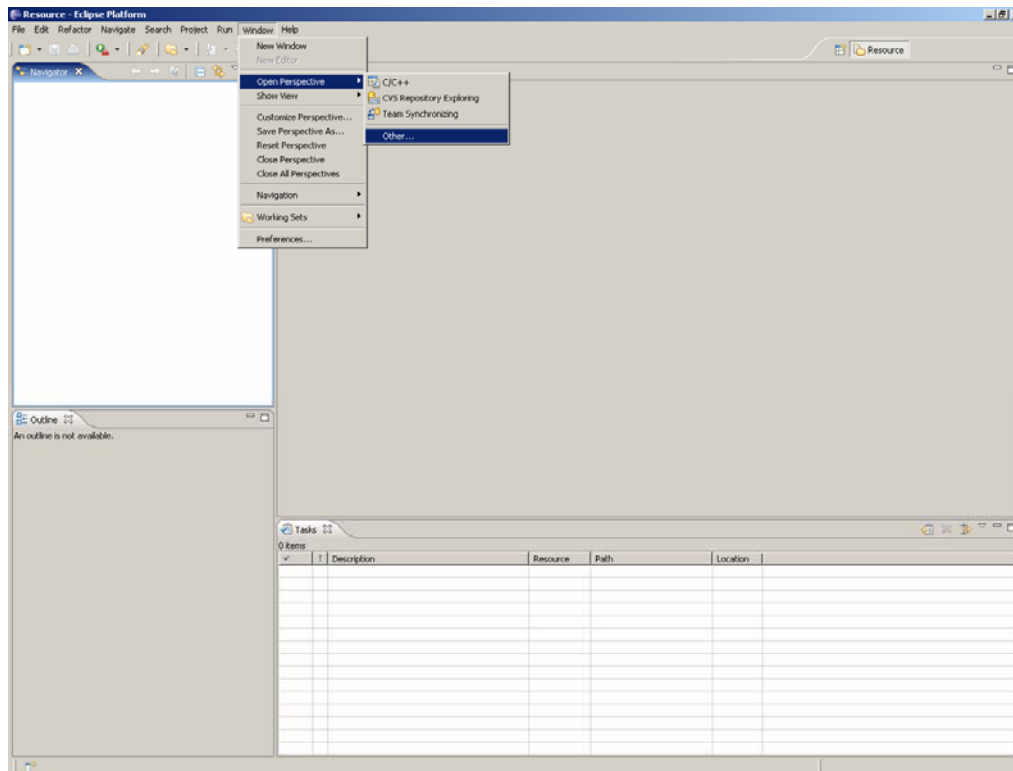 Resource - Eclipse Platform
File Edit Refactor Navigate Search Project Run Window Help
Resource
Navigator
New Window
New Editor
Open Perspective
Show View
Customize Perspective...
Save Perspective As...
Reset Perspective
Close Perspective
Close All Perspectives
Navigation
Working Sets
Preferences...
C/C++
CVS Repository Exploring
Team Synchronizing
Other...
Outline
An outline is not available.
Tasks
0 items
! Description Resource Path Location